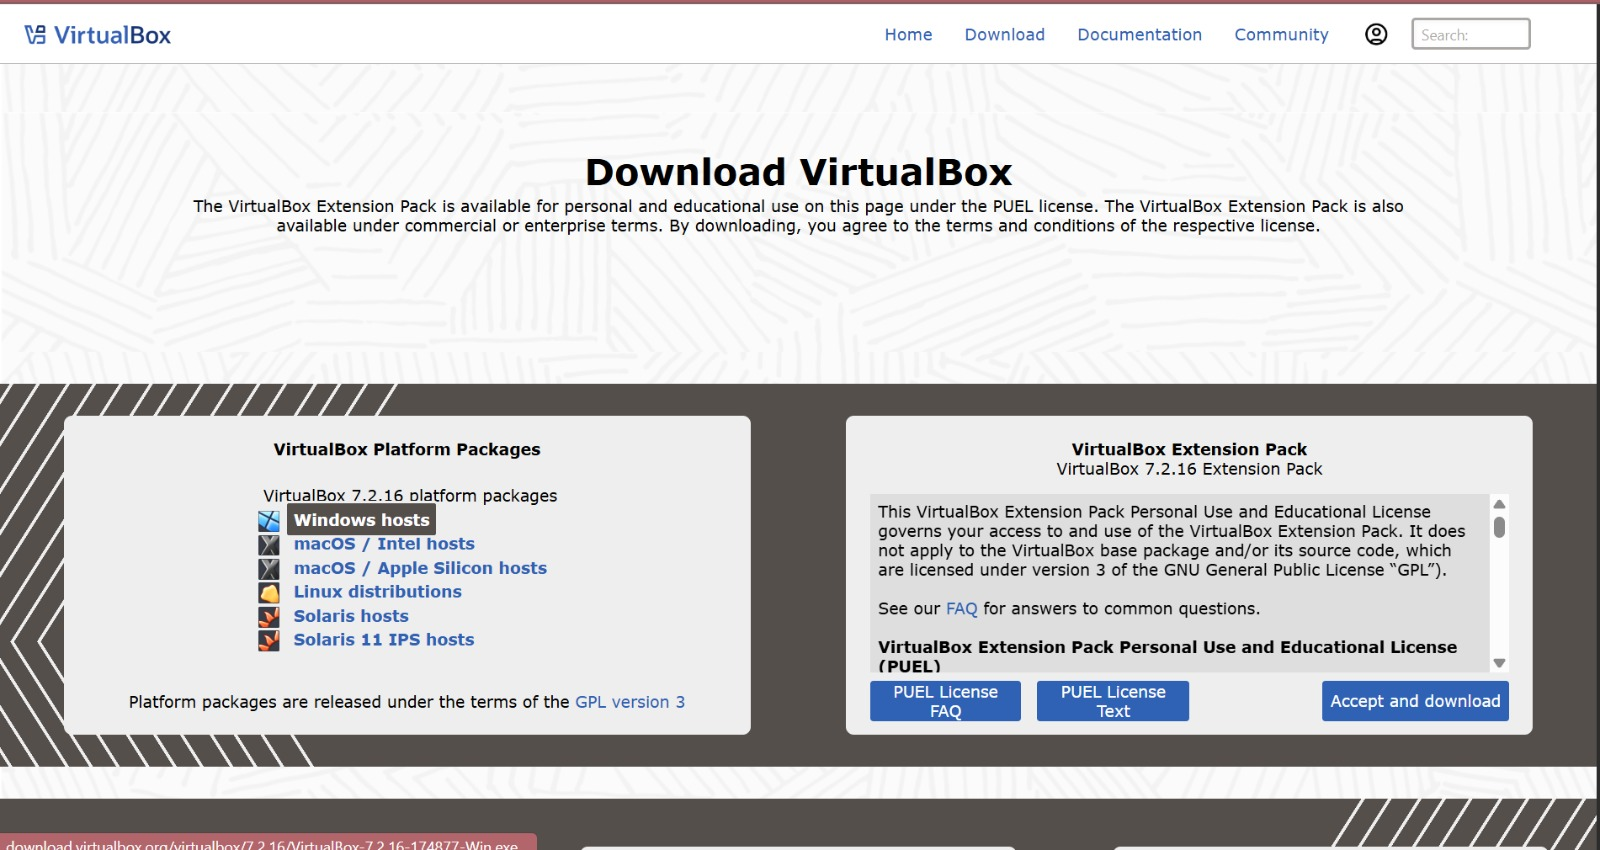 VirtualBox
Home Download Documentation Community Search:
Download VirtualBox
The VirtualBox Extension Pack is available for personal and educational use on this page under the PUEL license. The VirtualBox Extension Pack is also
available under commercial or enterprise terms. By downloading, you agree to the terms and conditions of the respective license.
VirtualBox Platform Packages
VirtualBox 7.2.16 platform packages
Windows hosts
macOS / Intel hosts
macOS / Apple Silicon hosts
Linux distributions
Solaris hosts
Solaris 11 IPS hosts
Platform packages are released under the terms of the GPL version 3
VirtualBox Extension Pack
VirtualBox 7.2.16 Extension Pack
This VirtualBox Extension Pack Personal Use and Educational License
governs your access to and use of the VirtualBox Extension Pack. It does
not apply to the VirtualBox base package and/or its source code, which
are licensed under version 3 of the GNU General Public License “GPL”).
See our FAQ for answers to common questions.
VirtualBox Extension Pack Personal Use and Educational License
(PUEL)
PUEL License
FAQ
PUEL License
Text
Accept and download
download.virtualbox.org/virtualbox/7.2.16/VirtualBox-7.2.16-174877-Win.exe